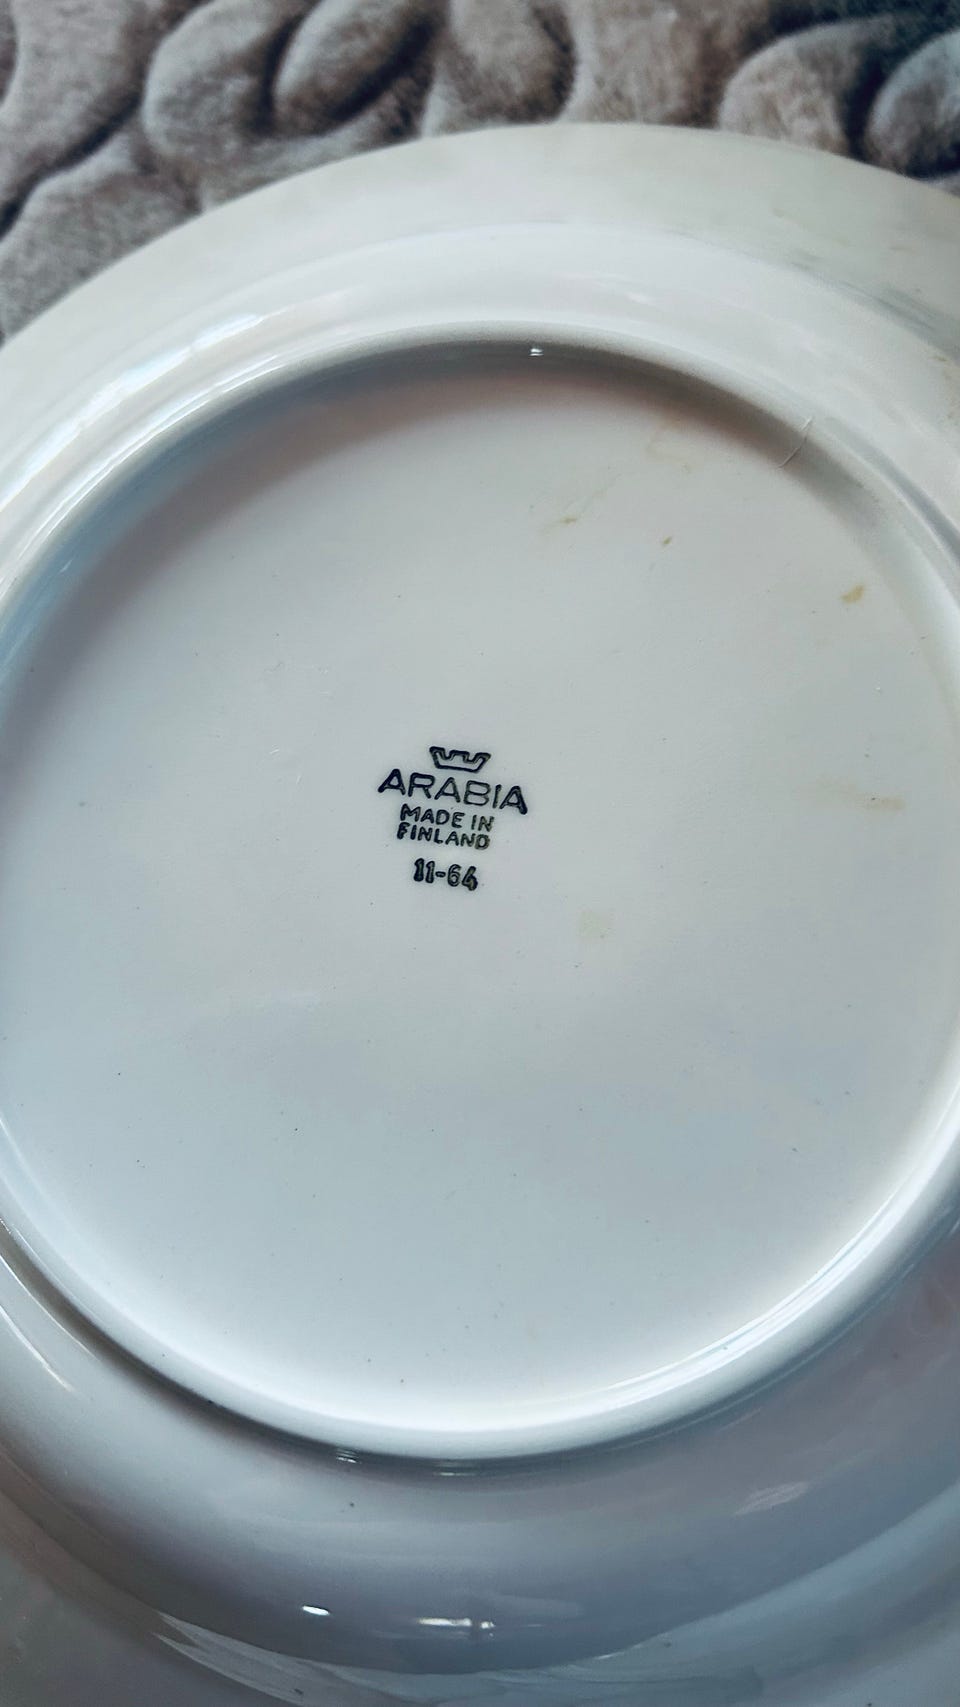 ARABIA
MADE IN
FINLAND
11-64